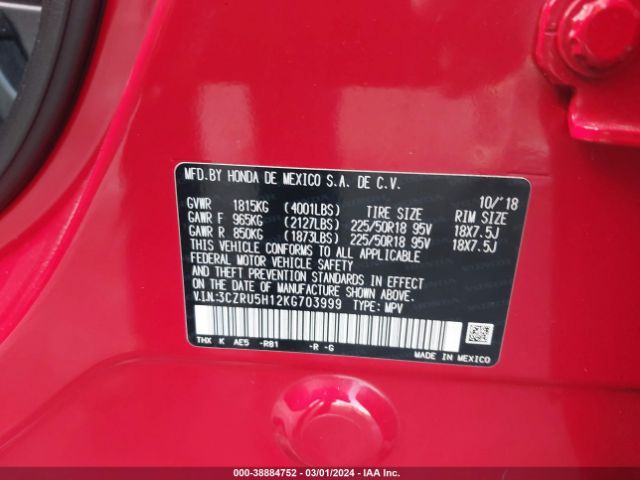 MFD.BY HONDA DE MEXICO S.A. DE C.V.
10/'18
GVWR 1815KG (4001LBS) TIRE SIZE RIM SIZE
GAWR F 965KG (2127LBS) 225/50R18 95V 18X7.5J
GAWR R 850KG (1873LBS) 225/50R18 95V 18X7.5J
THIS VEHICLE CONFORMS TO ALL APPLICABLE
FEDERAL MOTOR VEHICLE SAFETY
AND THEFT PREVENTION STANDARDS IN EFFECT
ON THE DATE OF MANUFACTURE SHOWN ABOVE.
V.I.N:3CZRU5H12KG703999 TYPE: MPV
THX K AE5 -R81 -R -G
MADE IN MEXICO
000 - 38884752 - 03/01/2024 - IAA Inc.